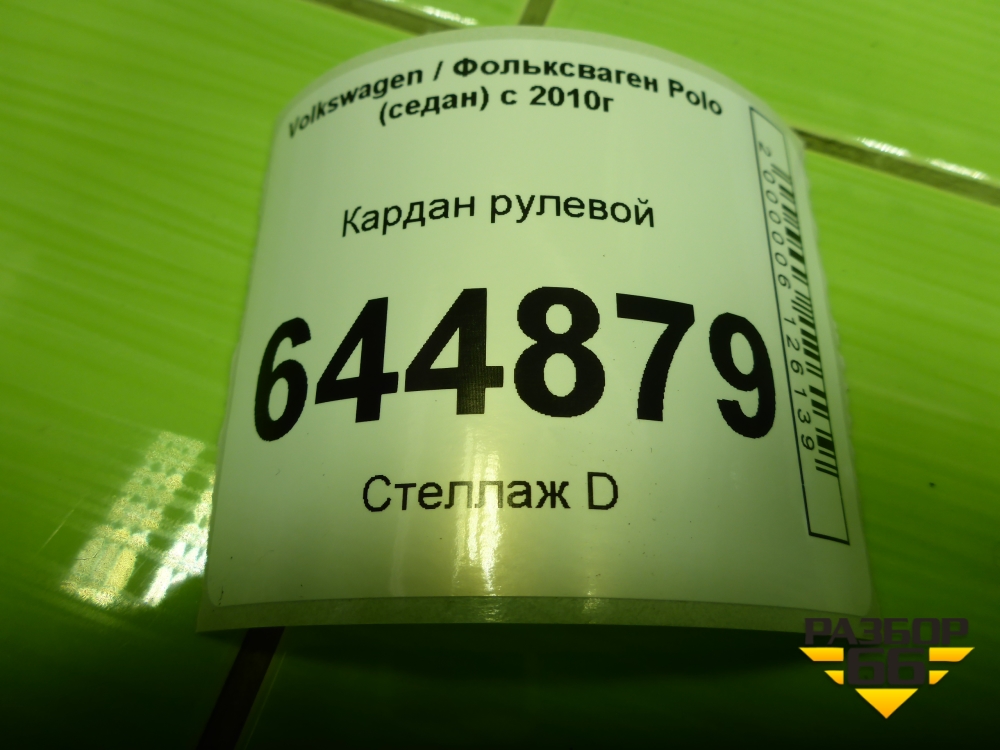 Volkswagen / Фольксваген Polo
(седан) с 2010г
Кардан рулевой
644879
Стеллаж D
2000006126139
РАЗБОР
66